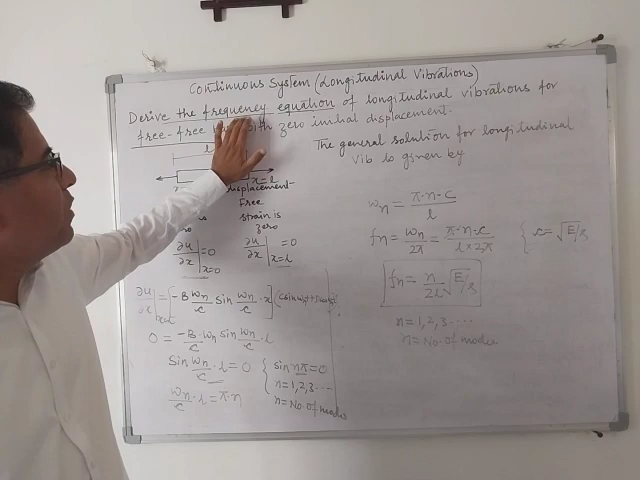 Continuous System (Longitudinal Vibrations)
Derive the frequency equation of longitudinal vibrations for
free-free with zero initial displacement.
The general solution for longitudinal
vib is given by
l
x=l
displacement
Free
is
strain is
zero
∂u/∂x |x=0 =0
∂u/∂x |x=l =0
∂u/∂x |x=l = [-B ωn/c sin ωn/c · x]
0 = -B/c · ωn sin ωn/c · l
Sin ωn/c · l = 0
ωn/c · l = π·n
{ sin nπ = 0
n = 1,2,3...
n = No. of modes
ωn = π·n·c / l
fn = ωn/2π = π·n·c / l×2π
{ c = √E/ρ
fn = n/2l √E/ρ
n = 1, 2, 3 ....
n = No. of modes